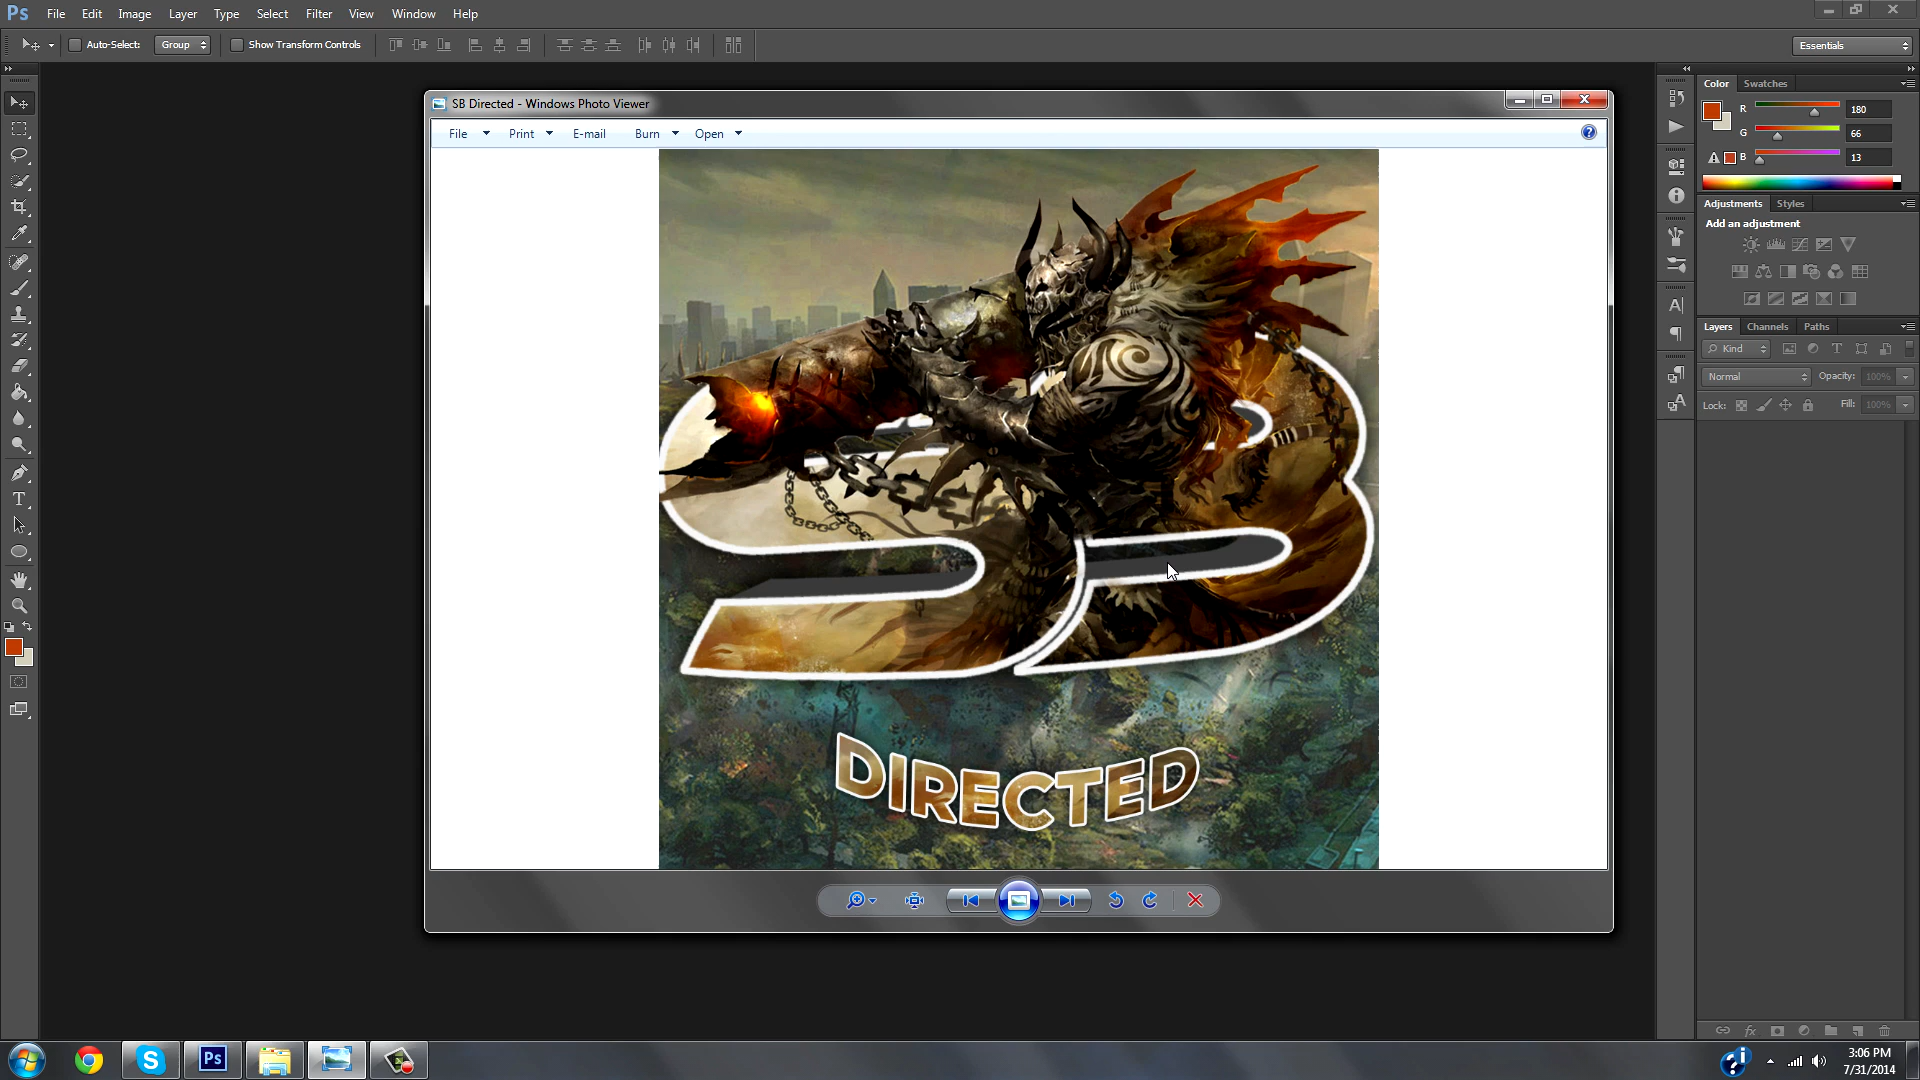 Ps File Edit Image Layer Type Select Filter View Window Help
Auto-Select: Group Show Transform Controls Essentials
SB Directed - Windows Photo Viewer
File Print E-mail Burn Open
Color Swatches
R 180
G 66
B 13
Adjustments Styles
Add an adjustment
Layers Channels Paths
Kind
Normal Opacity: 100%
Lock: Fill: 100%
SB
DIRECTED
Ps
3:06 PM
7/31/2014